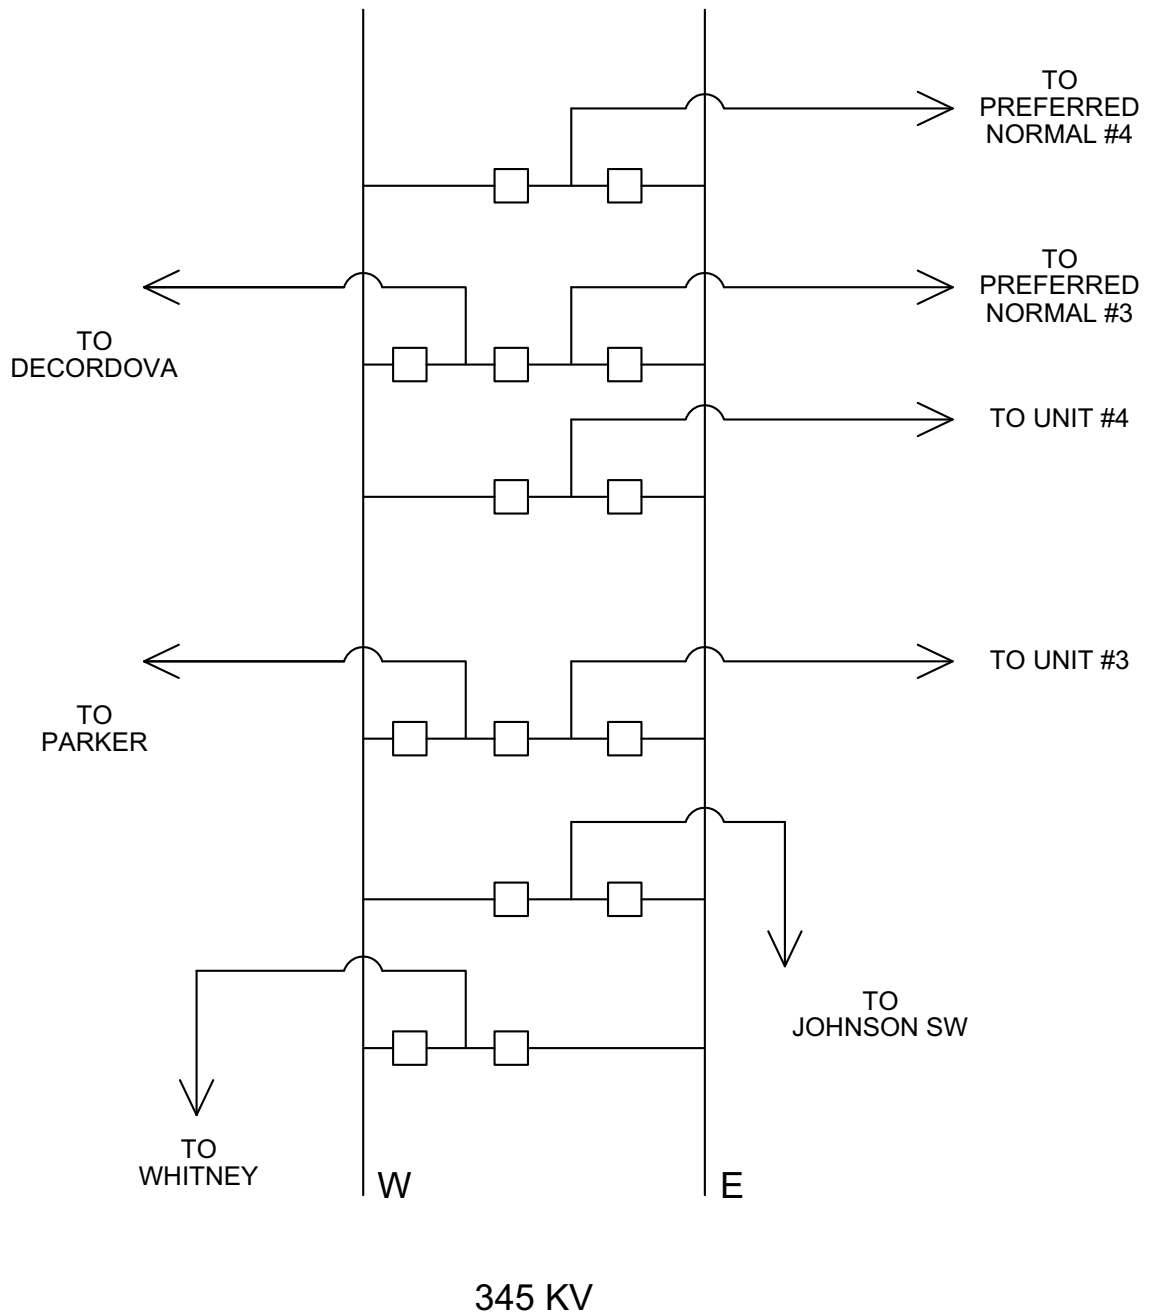 TO
PREFERRED
NORMAL #4
TO
PREFERRED
NORMAL #3
TO
DECORDOVA
TO UNIT #4
TO UNIT #3
TO
PARKER
TO
JOHNSON SW
TO
WHITNEY
W
E
345 KV